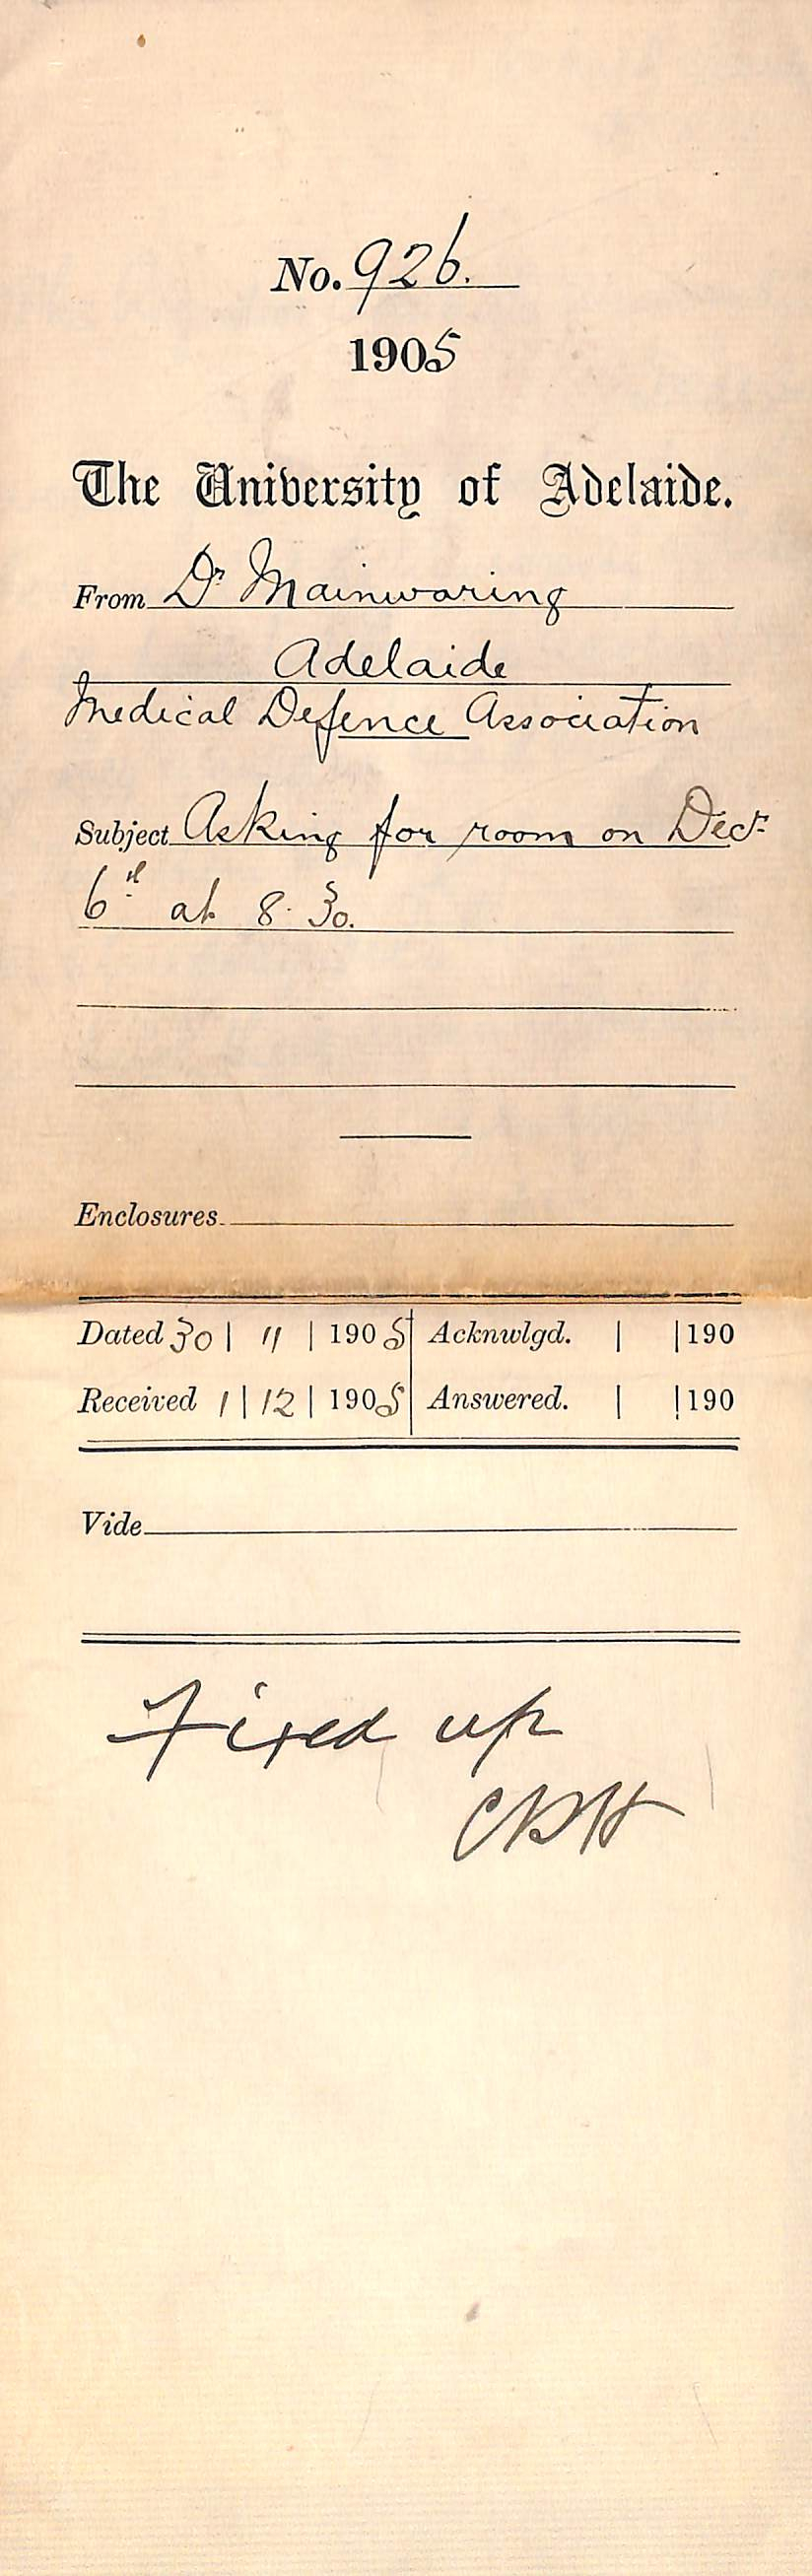 No. 926.
1905
The University of Adelaide.
From Dr Mainwaring
Adelaide
Medical Defence Association
Subject Asking for room on Decr
6th at 8.30.
Enclosures
Dated 30 | 11 | 1905 Acknwlgd. | | 190
Received 1 | 12 | 1905 Answered. | | 190
Vide
Fixed up